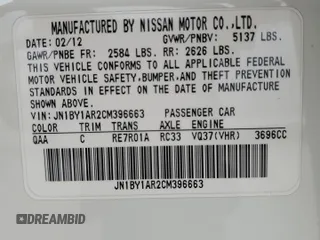 MANUFACTURED BY NISSAN MOTOR CO.,LTD.
DATE: 02/12 GVWR/PNBV: 5137 LBS.
GAWR/PNBE FR: 2584 LBS. RR: 2626 LBS.
THIS VEHICLE CONFORMS TO ALL APPLICABLE FEDERAL
MOTOR VEHICLE SAFETY,BUMPER,AND THEFT PREVENTION
STANDARDS IN EFFECT ON THE DATE OF MANUFACTURE
SHOWN ABOVE.
VIN: JN1BY1AR2CM396663 PASSENGER CAR
COLOR TRIM TRANS AXLE ENGINE
QAA C RE7R01A RC33 VQ37(VHR) 3696CC
JN1BY1AR2CM396663
DREAMBID